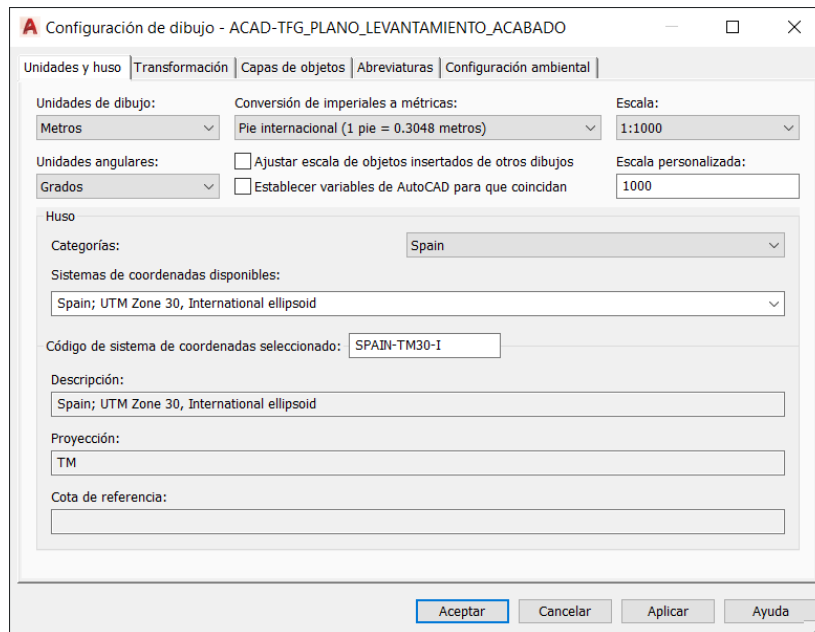 Configuración de dibujo - ACAD-TFG_PLANO_LEVANTAMIENTO_ACABADO
Unidades y huso Transformación Capas de objetos Abreviaturas Configuración ambiental
Unidades de dibujo: Conversión de imperiales a métricas: Escala:
Metros Pie internacional (1 pie = 0.3048 metros) 1:1000
Unidades angulares: Ajustar escala de objetos insertados de otros dibujos Escala personalizada:
Grados Establecer variables de AutoCAD para que coincidan 1000
Huso
Categorías: Spain
Sistemas de coordenadas disponibles:
Spain; UTM Zone 30, International ellipsoid
Código de sistema de coordenadas seleccionado: SPAIN-TM30-I
Descripción:
Spain; UTM Zone 30, International ellipsoid
Proyección:
TM
Cota de referencia:
Aceptar Cancelar Aplicar Ayuda